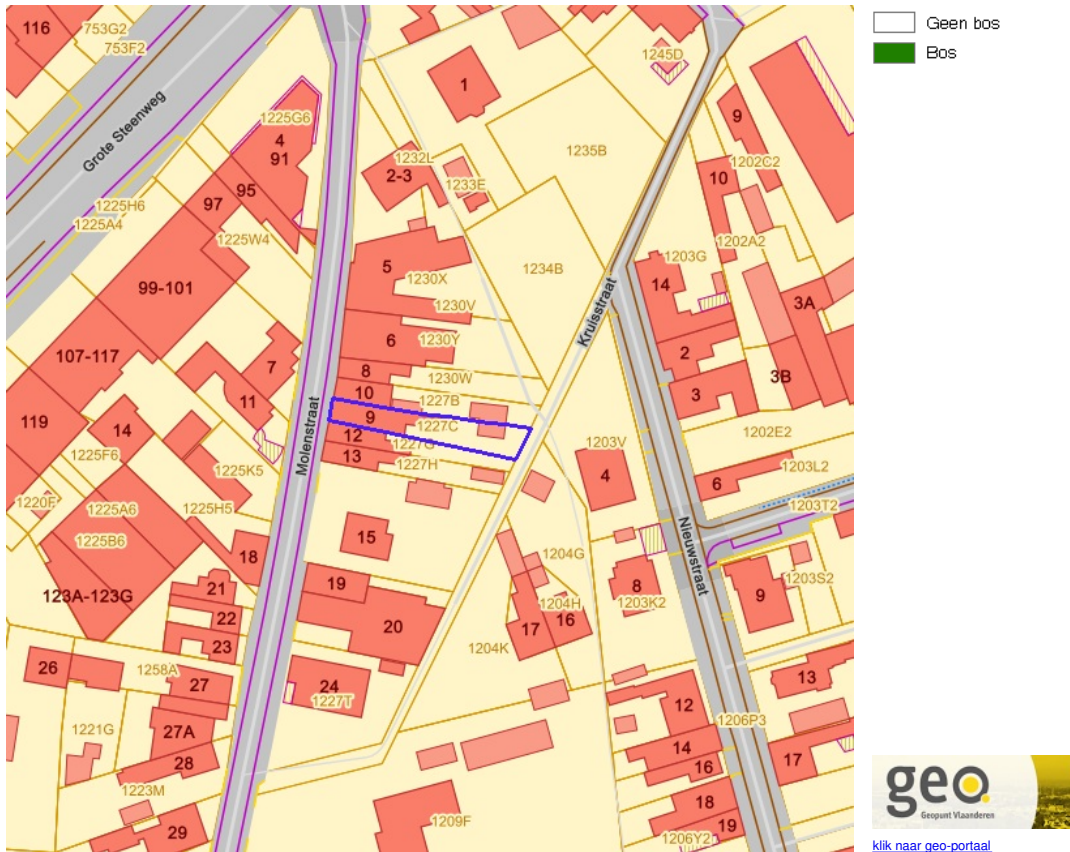 116
753G2
753F2
Grote Steenweg
1225G6
4
91
95
97
1225H6
1225A4
1225W4
99-101
107-117
119
7
11
14
1225F6
1225K5
1220F
1225A6
1225H5
1225B6
18
123A-123G
21
22
23
26
1258A
27
1221G
27A
28
1223M
29
Molenstraat
1
1232L
2-3
1233E
5
1230X
1230V
6
1230Y
8
1230W
10
1227B
9
1227C
12
1227G
13
1227H
15
19
20
24
1227T
1235B
1234B
Kruisstraat
1245D
9
1202C2
10
1202A2
1203G
14
3A
2
3
3B
1202E2
1203V
4
1203L2
6
1203T2
Nieuwstraat
1204G
1204H
17
16
1204K
8
1203K2
9
1203S2
13
12
1206P3
14
16
17
18
19
1206Y2
1209F
Geen bos
Bos
geo.
Geopunt Vlaanderen
klik naar geo-portaal